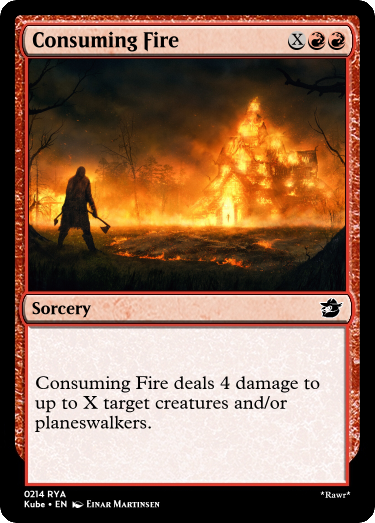 Consuming Fire X
Sorcery
Consuming Fire deals 4 damage to
up to X target creatures and/or
planeswalkers.
0214 RYA
*Rawr*
Kube • EN Einar Martinsen